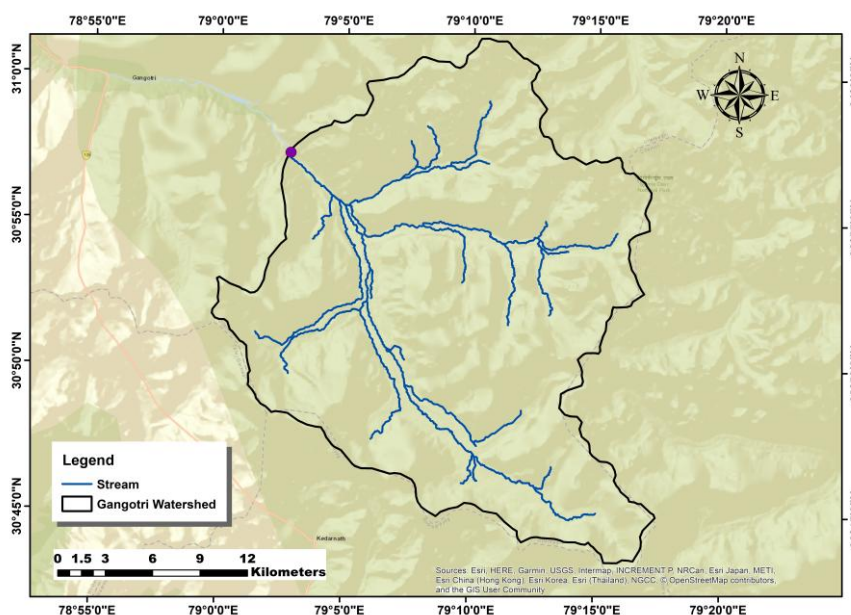 78°55'0"E 79°0'0"E 79°5'0"E 79°10'0"E 79°15'0"E 79°20'0"E
31°0'0"N
30°55'0"N
30°50'0"N
30°45'0"N
Gangotri
N
W E
S
Legend
Stream
Gangotri Watershed
Kedarnath
0 1.5 3 6 9 12
Kilometers
Sources: Esri, HERE, Garmin, USGS, Intermap, INCREMENT P, NRCan, Esri Japan, METI,
Esri China (Hong Kong), Esri Korea, Esri (Thailand), NGCC, © OpenStreetMap contributors,
and the GIS User Community
78°55'0"E 79°0'0"E 79°5'0"E 79°10'0"E 79°15'0"E 79°20'0"E